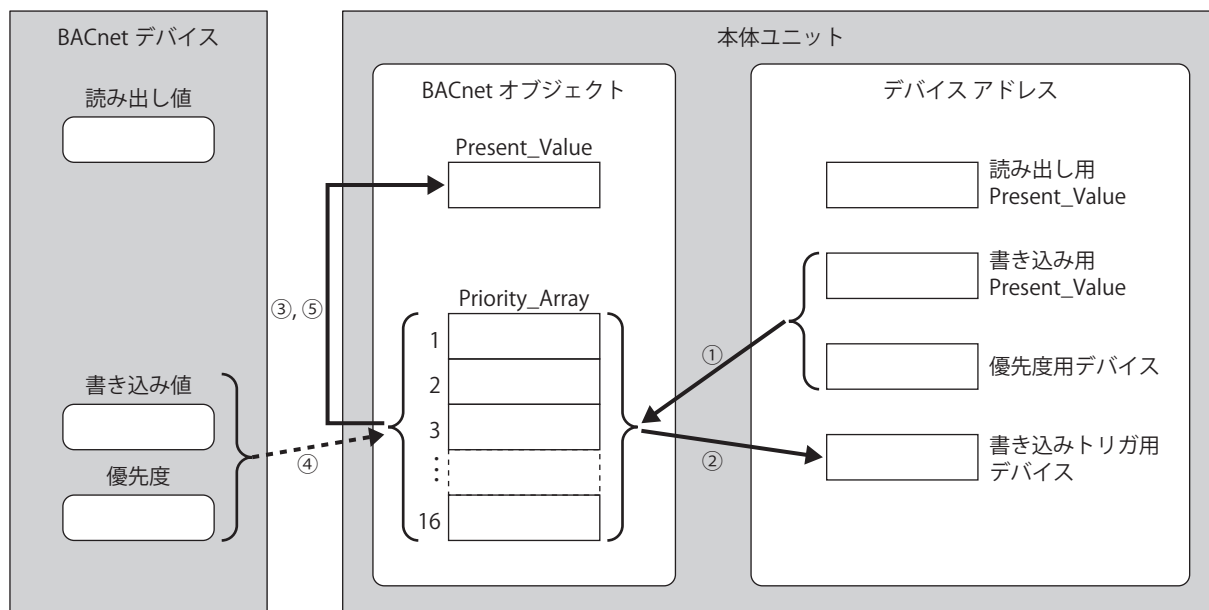 BACnet デバイス
読み出し値
書き込み値
優先度
③, ⑤
④
本体ユニット
BACnet オブジェクト
Present_Value
Priority_Array
1
2
3
⋮
16
①
②
デバイス アドレス
読み出し用
Present_Value
書き込み用
Present_Value
優先度用デバイス
書き込みトリガ用
デバイス